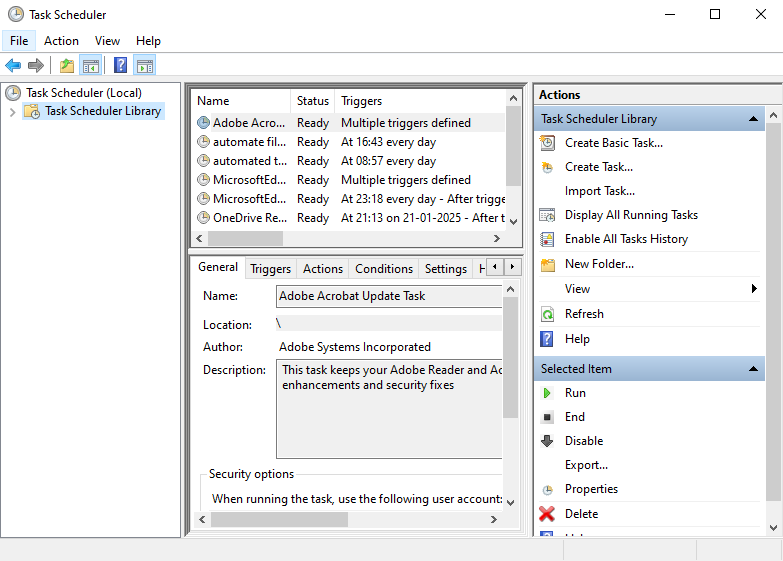 Task Scheduler
File Action View Help
Task Scheduler (Local)
Task Scheduler Library
Name Status Triggers
Adobe Acro... Ready Multiple triggers defined
automate fil... Ready At 16:43 every day
automated t... Ready At 08:57 every day
MicrosoftEd... Ready Multiple triggers defined
MicrosoftEd... Ready At 23:18 every day - After trigge
OneDrive Re... Ready At 21:13 on 21-01-2025 - After t
General Triggers Actions Conditions Settings H
Name: Adobe Acrobat Update Task
Location: \
Author: Adobe Systems Incorporated
Description: This task keeps your Adobe Reader and Ac
enhancements and security fixes
Security options
When running the task, use the following user account:
Actions
Task Scheduler Library
Create Basic Task...
Create Task...
Import Task...
Display All Running Tasks
Enable All Tasks History
New Folder...
View
Refresh
Help
Selected Item
Run
End
Disable
Export...
Properties
Delete